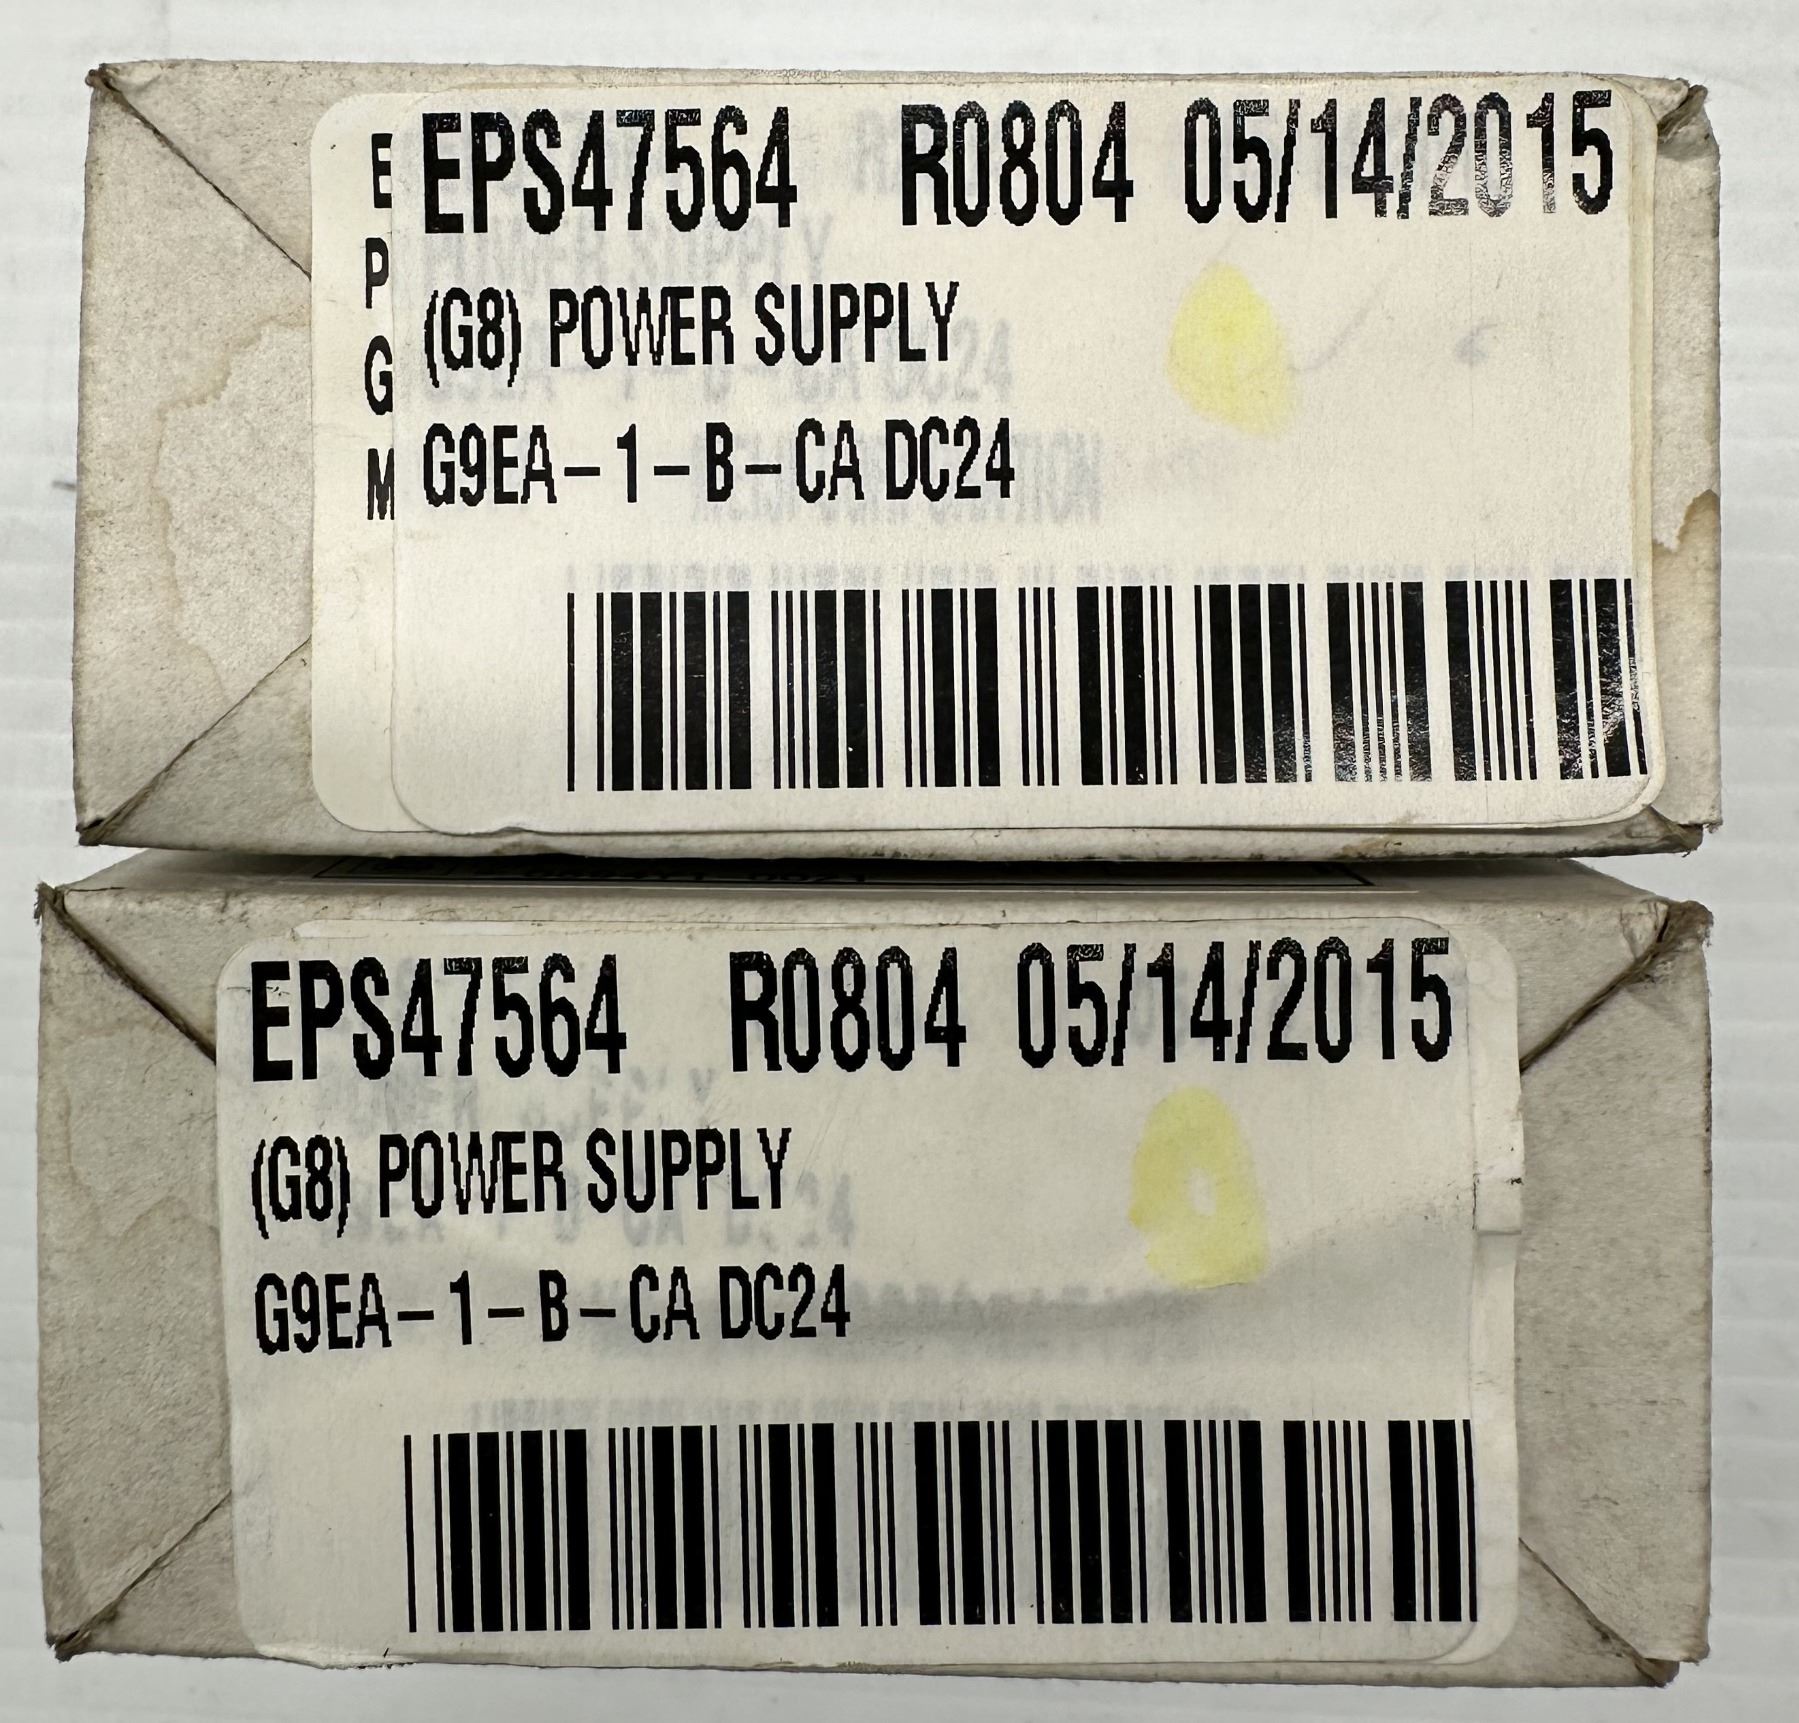 E
P
G
M
EPS47564 R0804 05/14/2015
(G8) POWER SUPPLY
G9EA-1-B-CA DC24
EPS47564 R0804 05/14/2015
(G8) POWER SUPPLY
G9EA-1-B-CA DC24